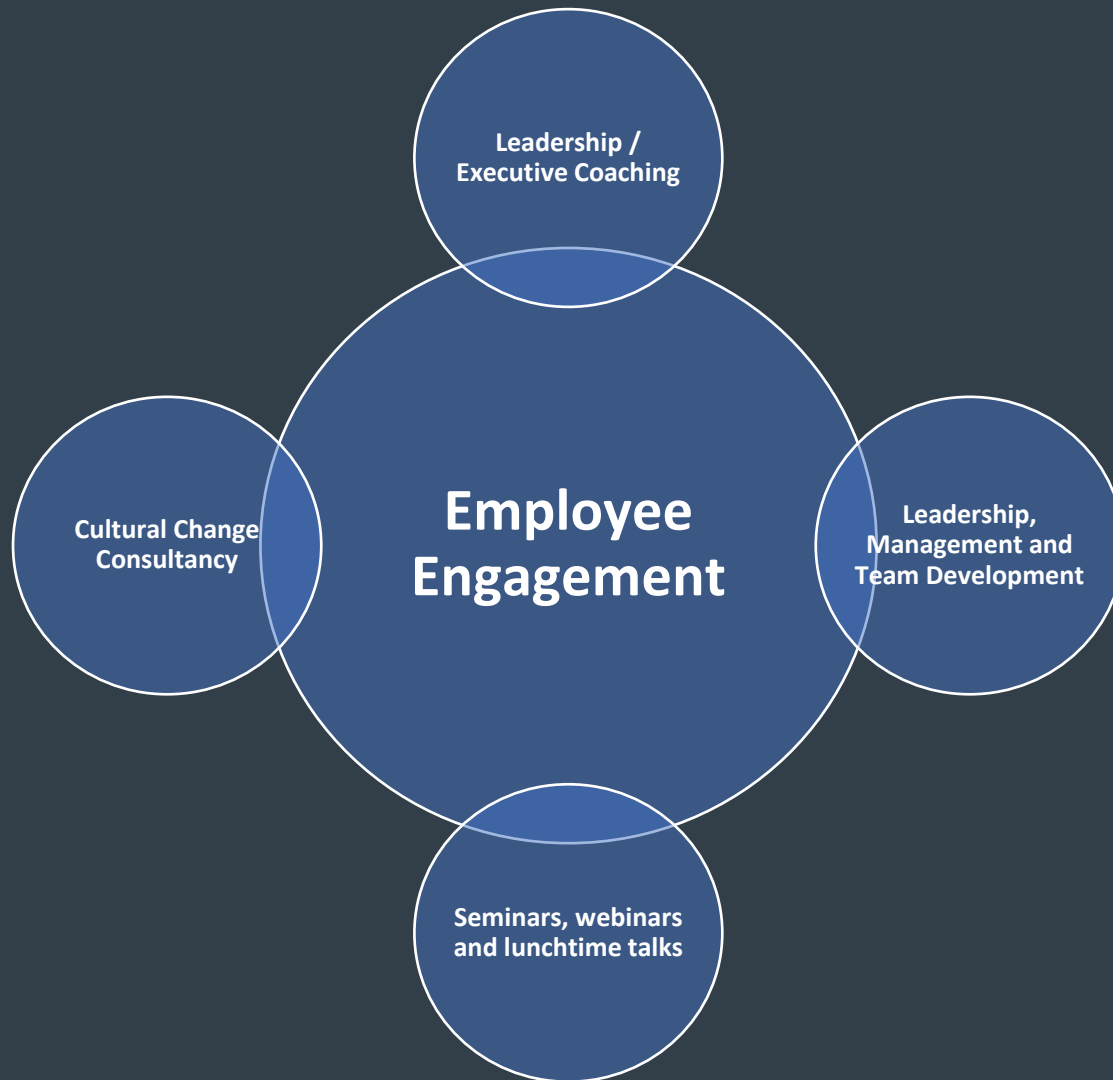 Leadership /
Executive Coaching
Cultural Change
Consultancy
Employee
Engagement
Leadership,
Management and
Team Development
Seminars, webinars
and lunchtime talks